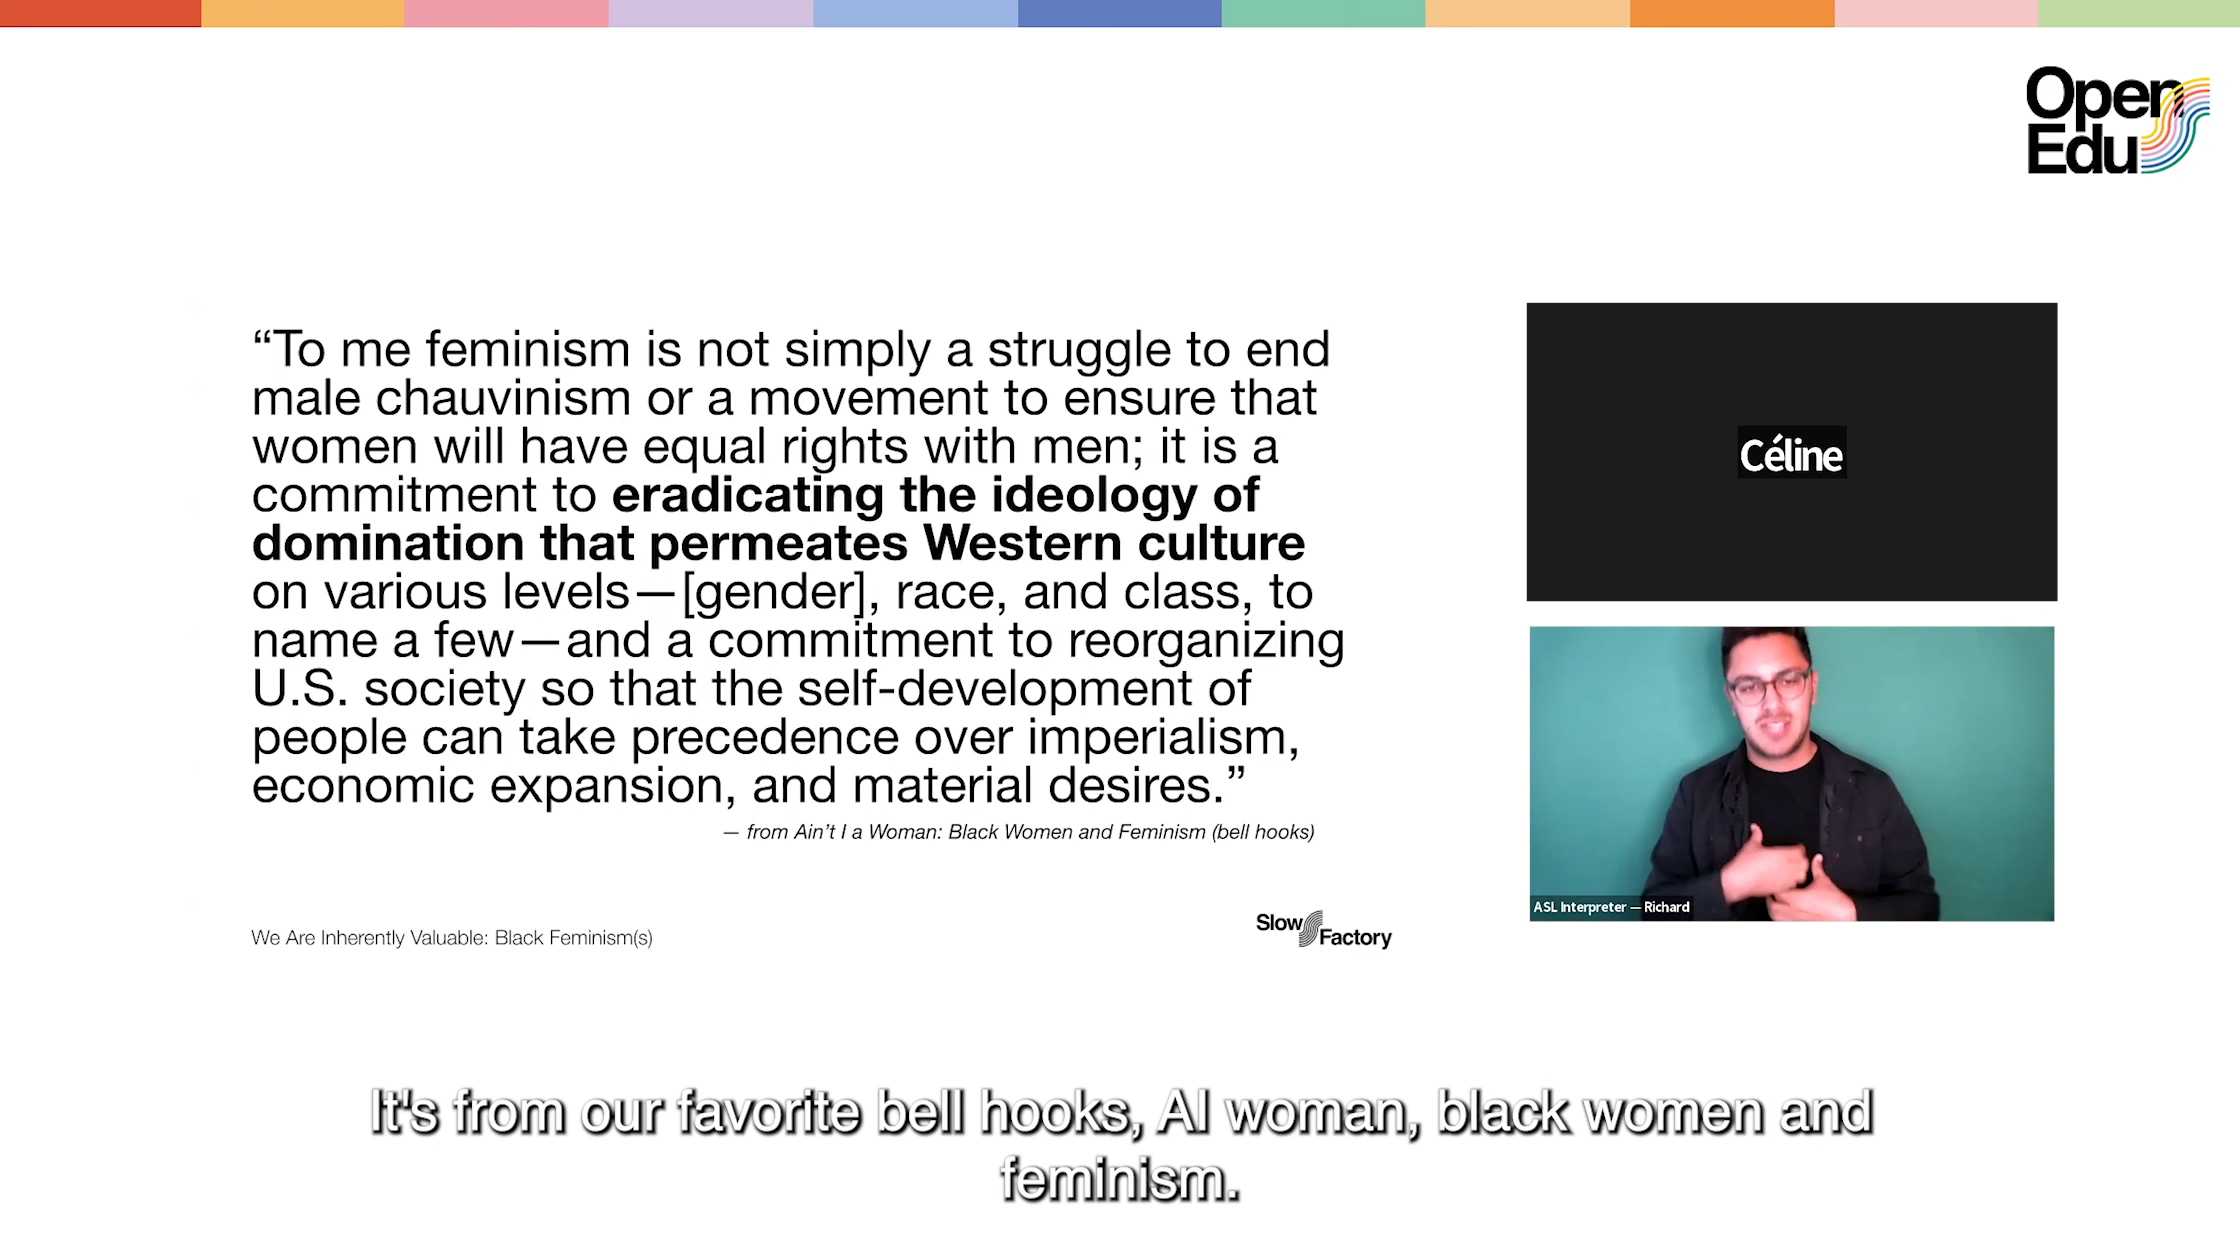 Open
Edu
“To me feminism is not simply a struggle to end
male chauvinism or a movement to ensure that
women will have equal rights with men; it is a
commitment to eradicating the ideology of
domination that permeates Western culture
on various levels—[gender], race, and class, to
name a few—and a commitment to reorganizing
U.S. society so that the self-development of
people can take precedence over imperialism,
economic expansion, and material desires.”
— from Ain’t I a Woman: Black Women and Feminism (bell hooks)
We Are Inherently Valuable: Black Feminism(s)
Slow
Factory
Céline
ASL Interpreter — Richard
It's from our favorite bell hooks, AI woman, black women and
feminism.